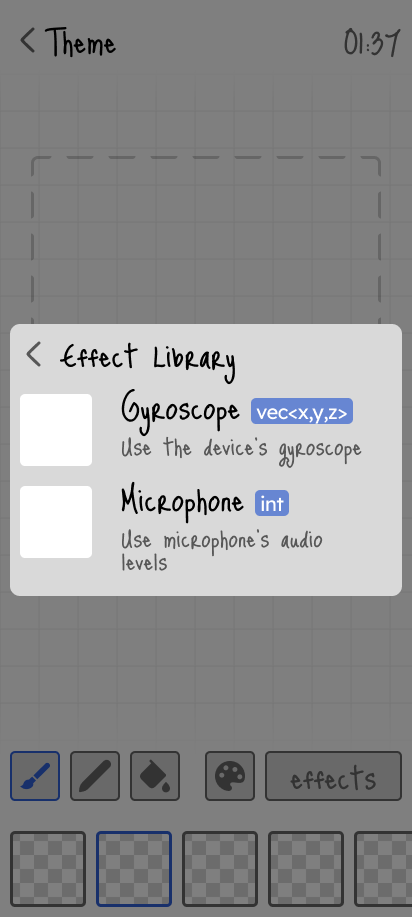 Theme
01:37
Effect Library
Gyroscope vec<x,y,z>
Use the device's gyroscope
Microphone int
Use microphone's audio
levels
effects